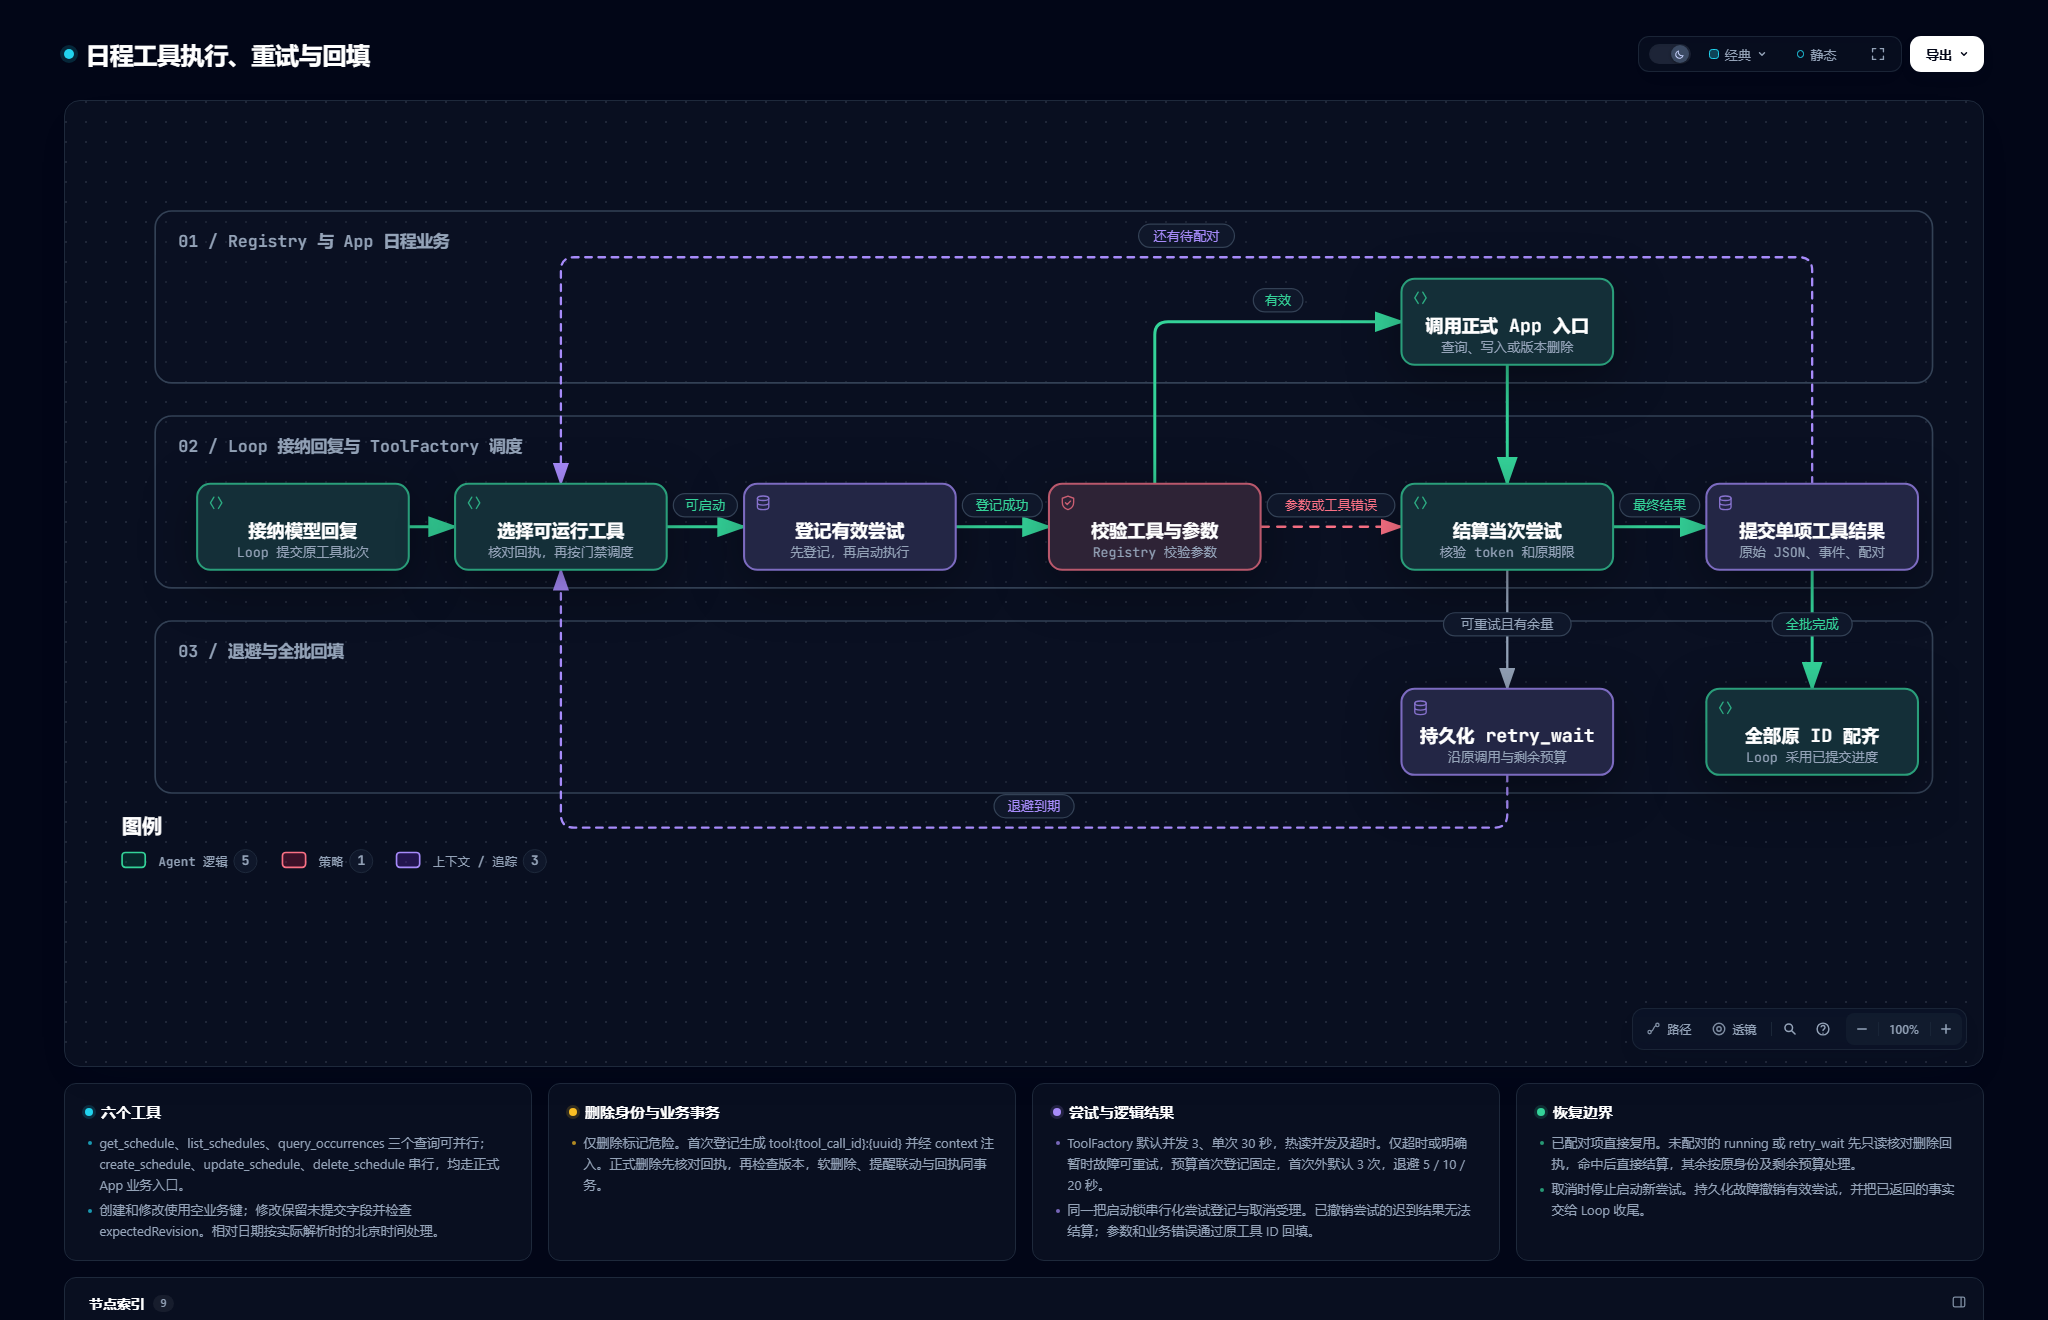 日程工具执行、重试与回填
经典
静态
导出
01 / Registry 与 App 日程业务
还有待配对
有效
调用正式 App 入口
查询、写入或版本删除
02 / Loop 接纳回复与 ToolFactory 调度
接纳模型回复
Loop 提交原工具批次
选择可运行工具
核对回执，再按门禁调度
可启动
登记有效尝试
先登记，再启动执行
登记成功
校验工具与参数
Registry 校验参数
参数或工具错误
结算当次尝试
核验 token 和原期限
最终结果
提交单项工具结果
原始 JSON、事件、配对
可重试且有余量
全批完成
03 / 退避与全批回填
持久化 retry_wait
沿原调用与剩余预算
全部原 ID 配齐
Loop 采用已提交进度
退避到期
图例
Agent 逻辑 5
策略 1
上下文 / 追踪 3
路径
透镜
100%
六个工具
get_schedule、list_schedules、query_occurrences 三个查询可并行；
create_schedule、update_schedule、delete_schedule 串行，均走正式
App 业务入口。
创建和修改使用空业务键；修改保留未提交字段并检查
expectedRevision。相对日期按实际解析时的北京时间处理。
删除身份与业务事务
仅删除标记危险。首次登记生成 tool:{tool_call_id}:{uuid} 并经 context 注
入。正式删除先核对回执，再检查版本，软删除、提醒联动与回执同事
务。
尝试与逻辑结果
ToolFactory 默认并发 3、单次 30 秒，热读并发及超时。仅超时或明确
暂时故障可重试，预算首次登记固定，首次外默认 3 次，退避 5 / 10 /
20 秒。
同一把启动锁串行化尝试登记与取消受理。已撤销尝试的迟到结果无法
结算；参数和业务错误通过原工具 ID 回填。
恢复边界
已配对项直接复用。未配对的 running 或 retry_wait 先只读核对删除回
执，命中后直接结算，其余按原身份及剩余预算处理。
取消时停止启动新尝试。持久化故障撤销有效尝试，并把已返回的事实
交给 Loop 收尾。
节点索引 9